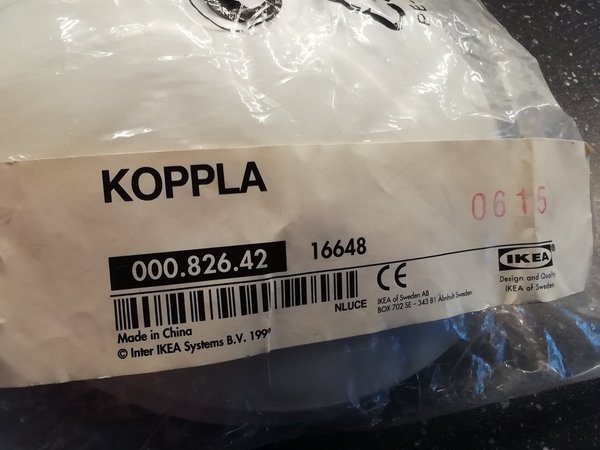 KOPPLA
0615
000.826.42
16648
IKEA®
Design and Quality
IKEA of Sweden
NLUCE
CE
IKEA of Sweden AB
BOX 702 SE – 343 81 Älmhult Sweden
Made in China
© Inter IKEA Systems B.V. 199